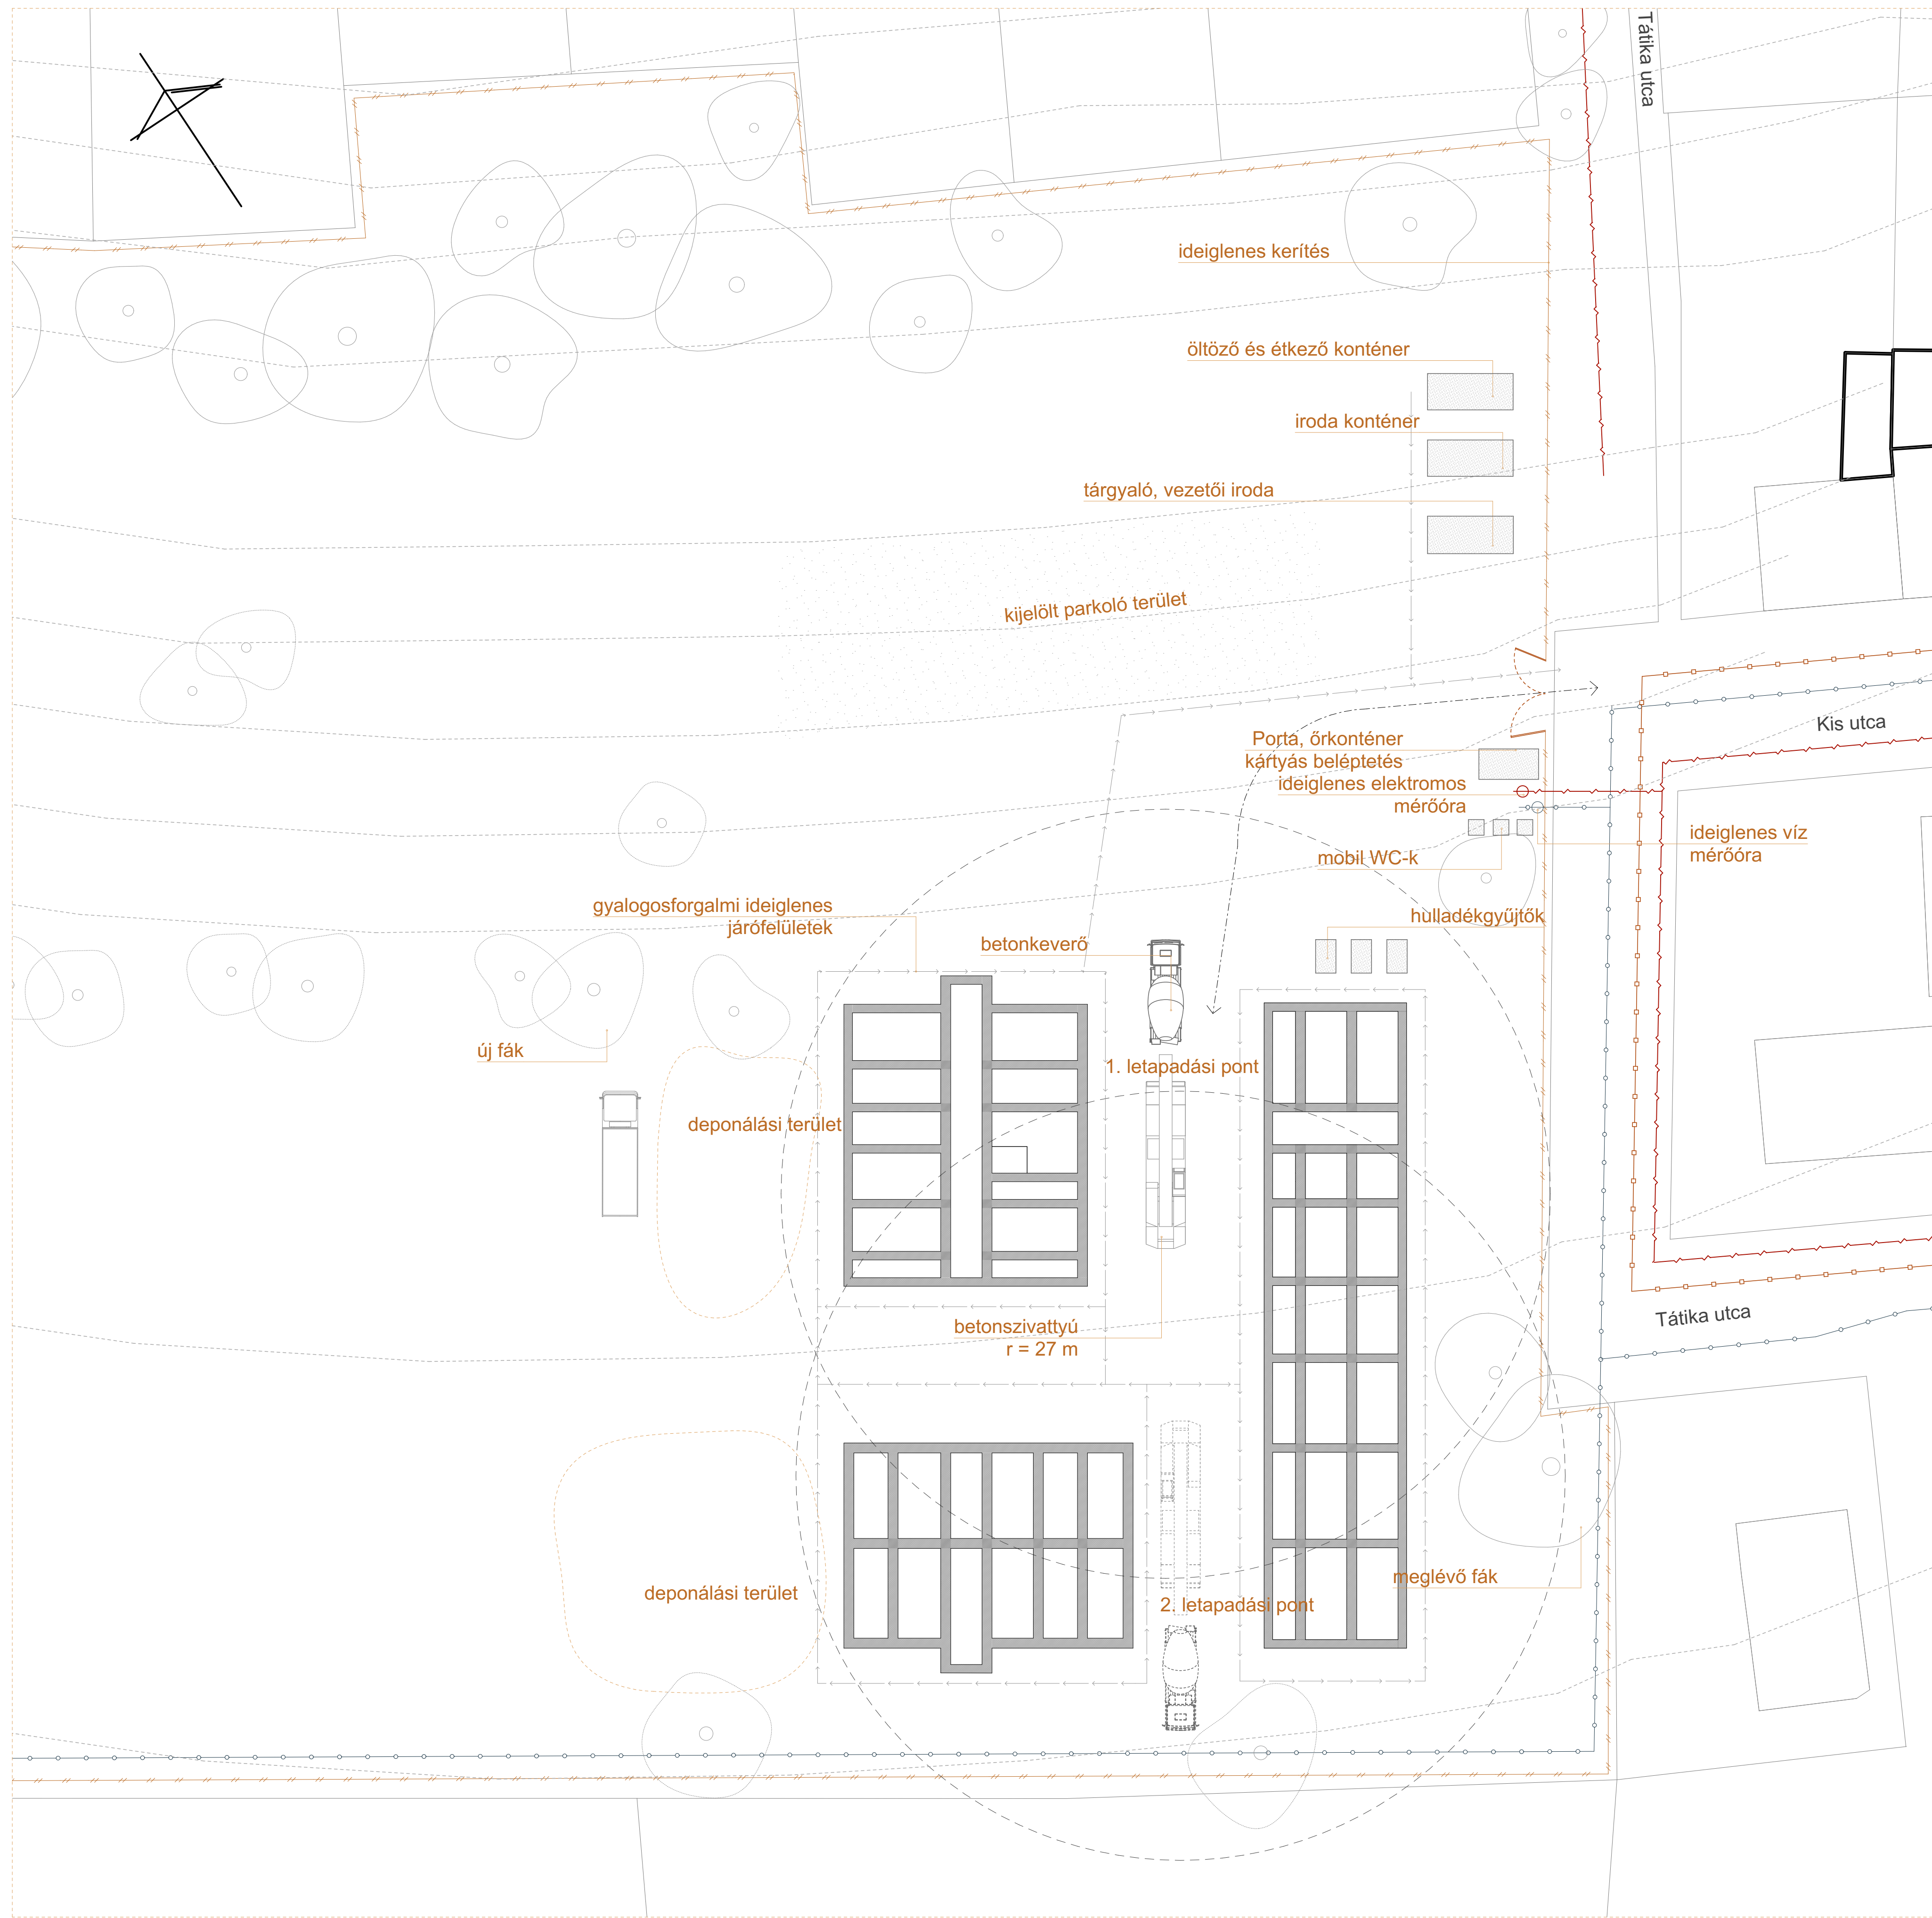 Tátika utca
ideiglenes kerítés
öltöző és étkező konténer
iroda konténer
tárgyaló, vezetői iroda
kijelölt parkoló terület
Kis utca
Porta, őrkonténer
kártyás beléptetés
ideiglenes elektromos
mérőóra
ideiglenes víz
mérőóra
mobil WC-k
gyalogosforgalmi ideiglenes
járófelületek
hulladékgyűjtők
betonkeverő
új fák
1. letapadási pont
deponálási terület
Tátika utca
betonszivattyú
r = 27 m
meglévő fák
deponálási terület
2. letapadási pont